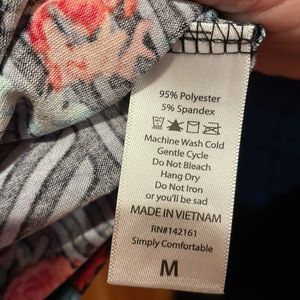 95% Polyester
5% Spandex
Machine Wash Cold
Gentle Cycle
Do Not Bleach
Hang Dry
Do Not Iron
or you'll be sad
MADE IN VIETNAM
RN#142161
Simply Comfortable
M